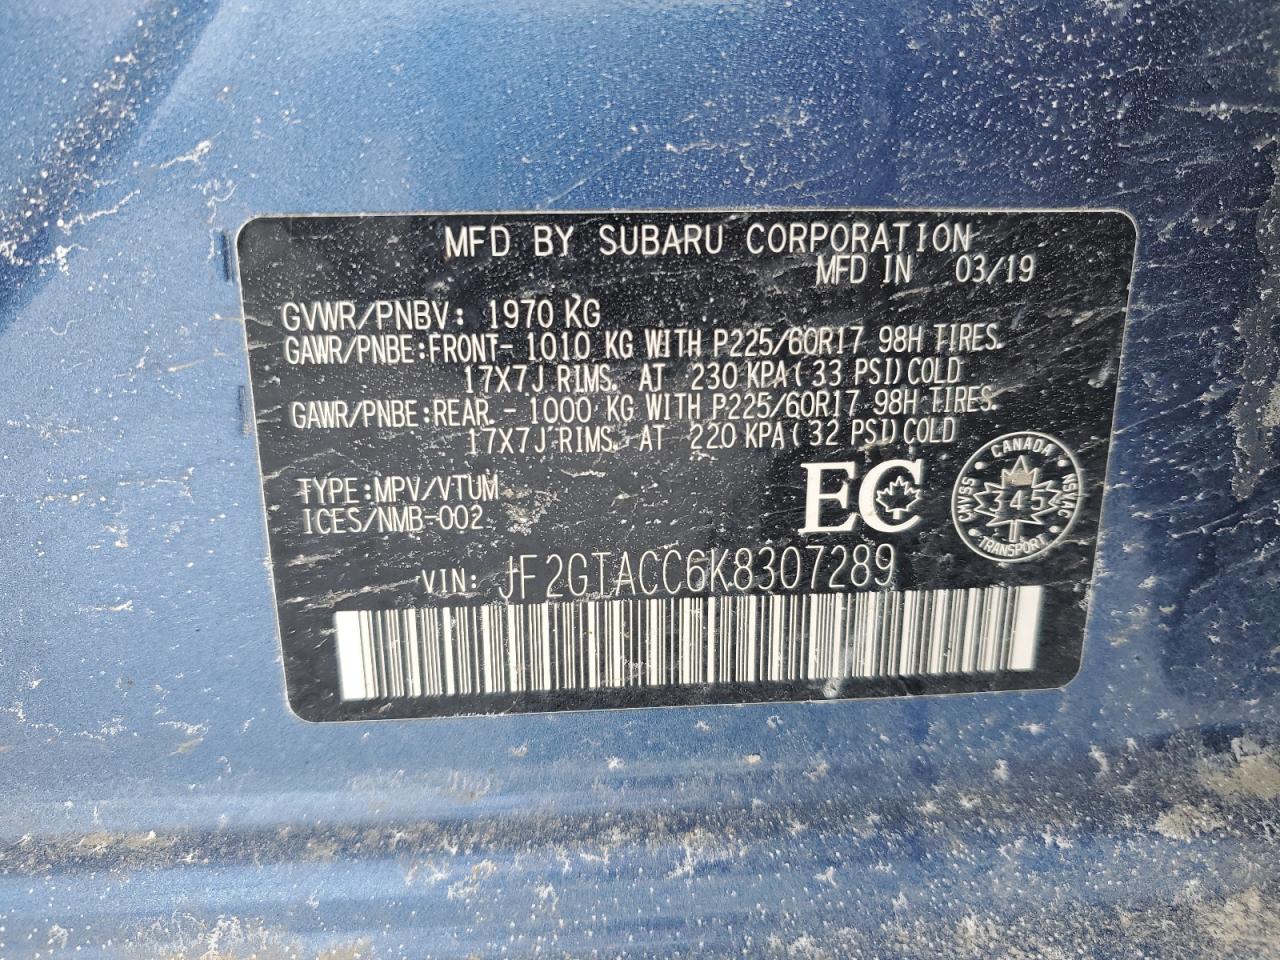 MFD BY SUBARU CORPORATION
MFD IN 03/19
GVWR/PNBV: 1970 KG
GAWR/PNBE:FRONT- 1010 KG WITH P225/60R17 98H TIRES.
17X7J RIMS. AT 230 KPA(33 PSI)COLD
GAWR/PNBE:REAR - 1000 KG WITH P225/60R17 98H TIRES.
17X7J RIMS. AT 220 KPA(32 PSI)COLD
TYPE:MPV/VTUM
ICES/NMB-002
EC
CANADA
NSVAC
345
CMVSS
TRANSPORT
VIN: JF2GTACC6K8307289